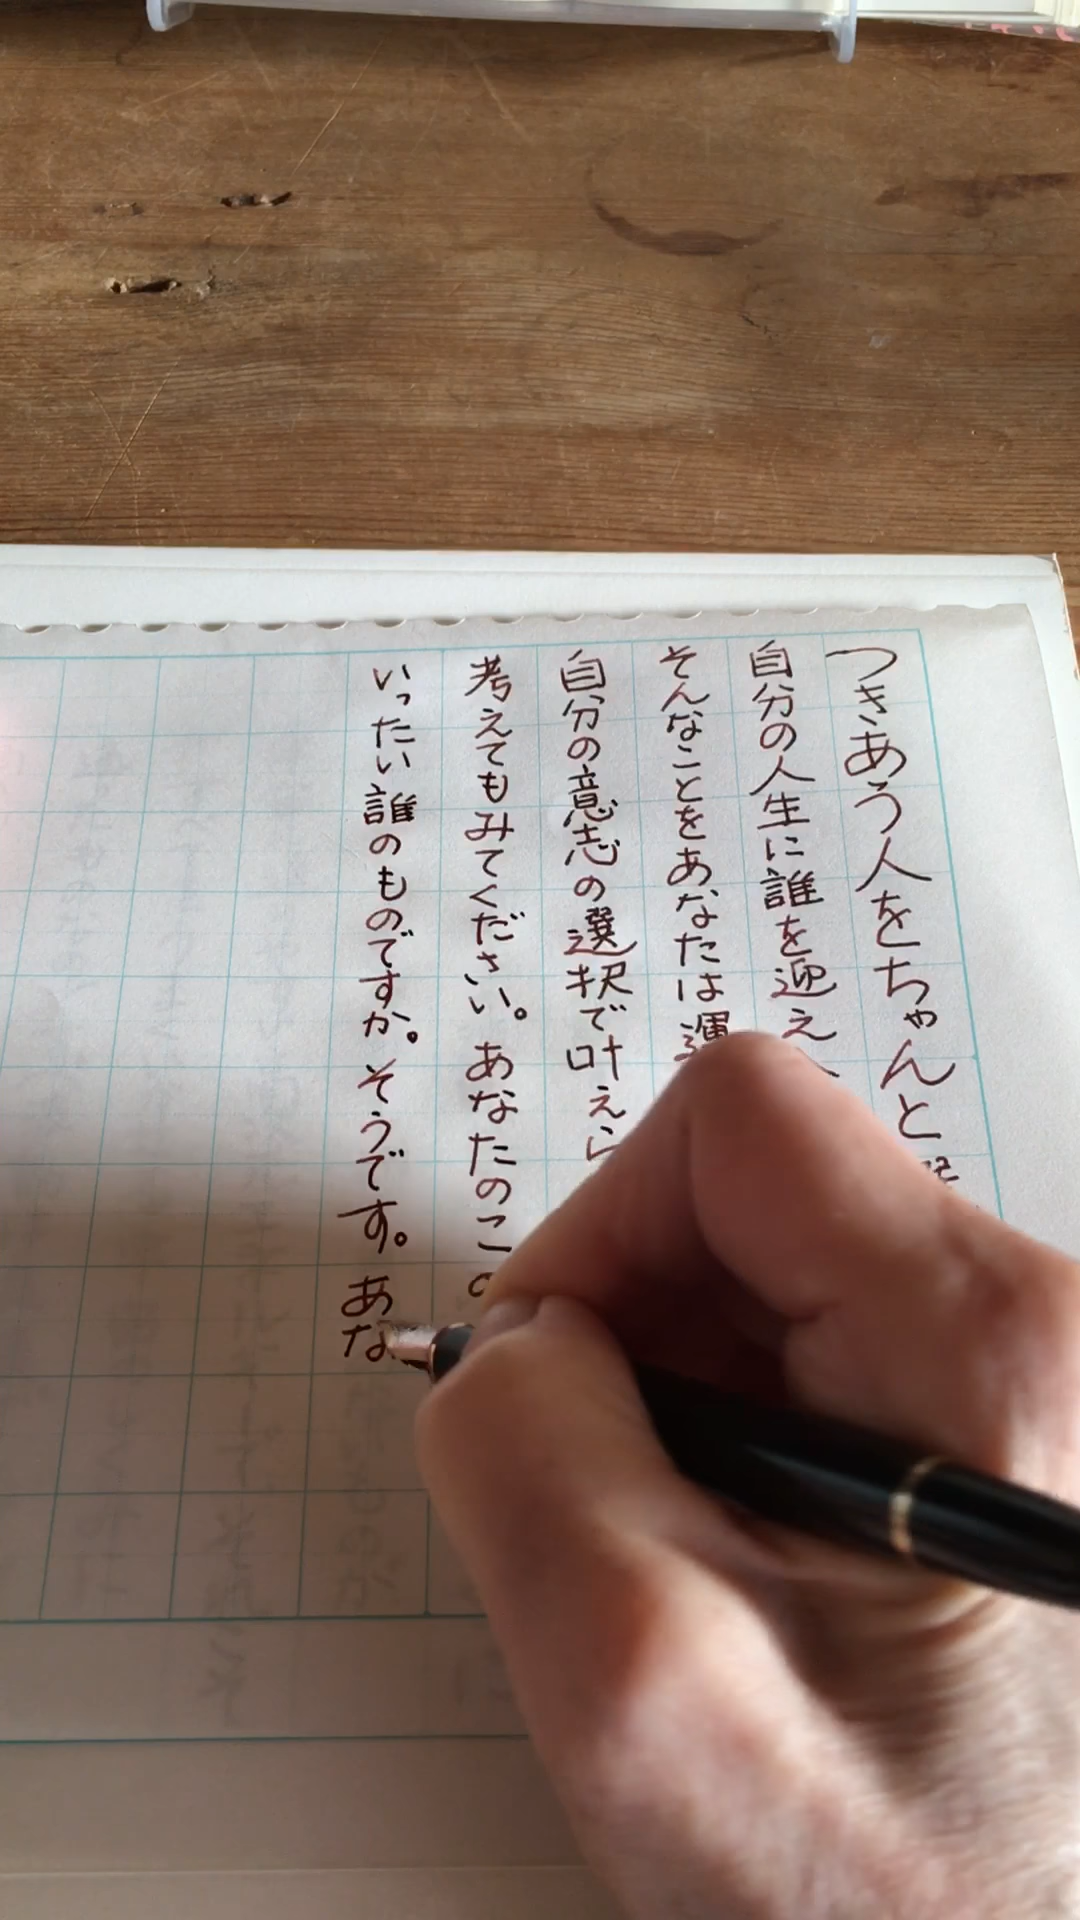 つきあう人をちゃんと
自分の人生に誰を迎え
そんなことをあなたは運
自分の意志の選択で叶えら
考えてもみてください。あなたのこの
いったい誰のものですか。そうです。あな